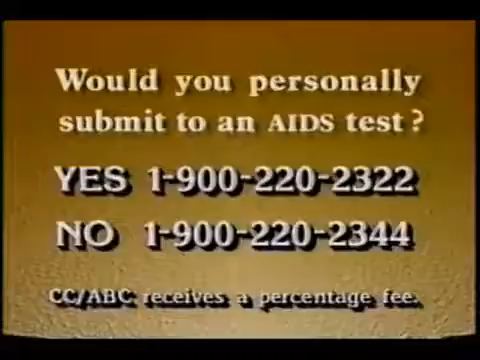 Would you personally
submit to an AIDS test?
YES 1-900-220-2322
NO 1-900-220-2344
CC/ABC receives a percentage fee.